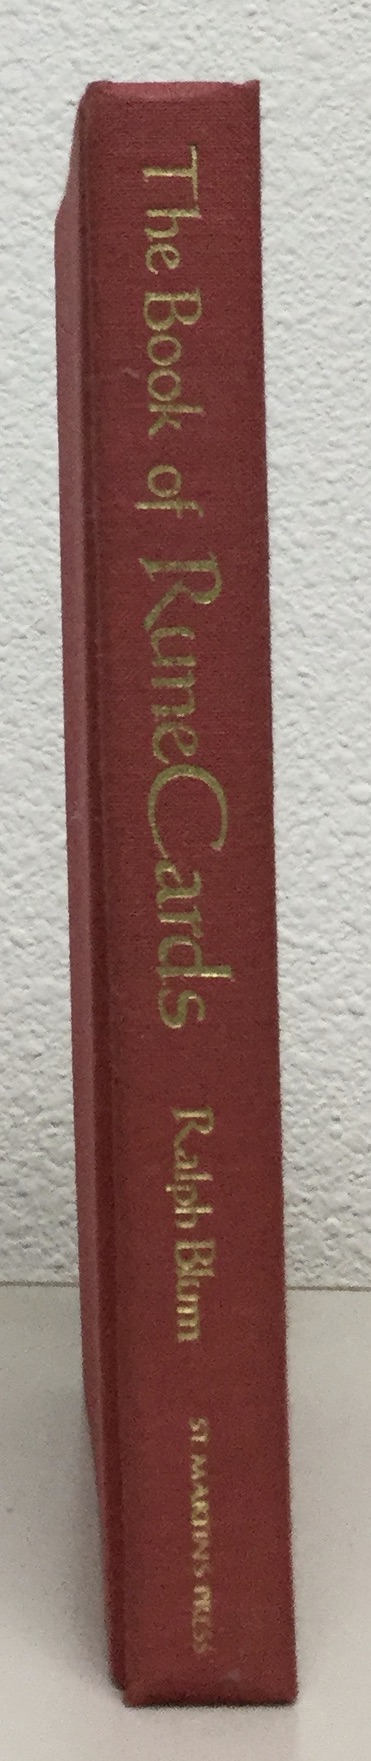 The Book of RuneCards
Ralph Blum
ST. MARTIN'S PRESS